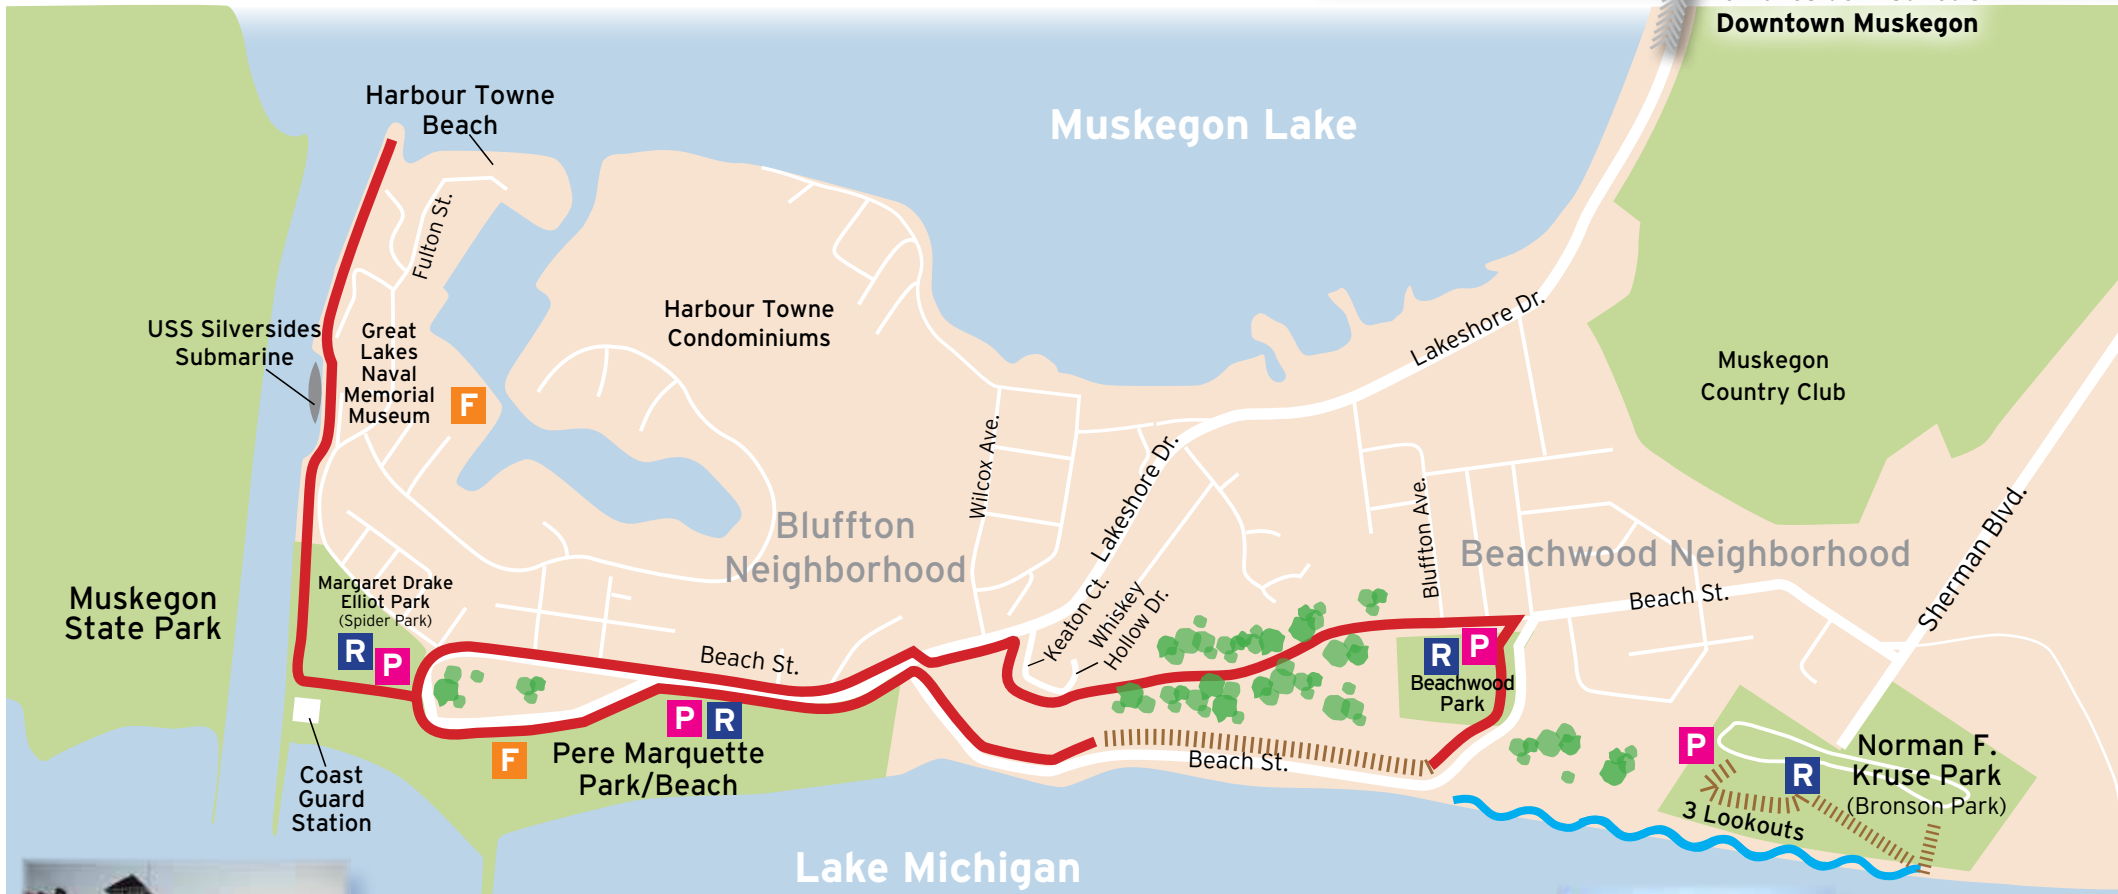 Downtown Muskegon
Harbour Towne
Beach
Muskegon Lake
Fulton St.
USS Silversides
Submarine
Great
Lakes
Naval
Memorial
Museum
F
Harbour Towne
Condominiums
Lakeshore Dr.
Muskegon
Country Club
Wilcox Ave.
Lakeshore Dr.
Bluffton
Neighborhood
Bluffton Ave.
Beachwood Neighborhood
Sherman Blvd.
Beach St.
Muskegon
State Park
Margaret Drake
Elliot Park
(Spider Park)
R
P
Beach St.
Keaton Ct.
Whiskey
Hollow Dr.
R
P
Beachwood
Park
P
R
F
Pere Marquette
Park/Beach
Beach St.
Coast
Guard
Station
P
R
Norman F.
Kruse Park
(Bronson Park)
3 Lookouts
Lake Michigan